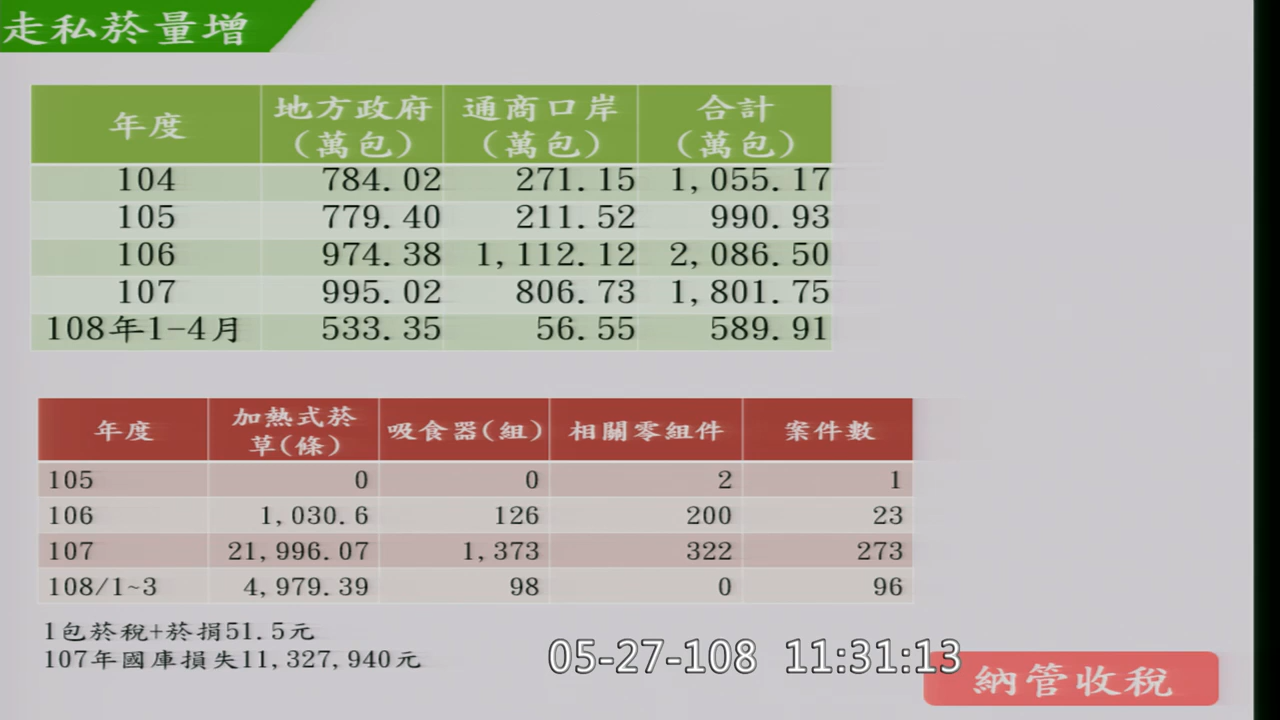 走私菸量增
年度 地方政府(萬包) 通商口岸(萬包) 合計(萬包)
104 784.02 271.15 1,055.17
105 779.40 211.52 990.93
106 974.38 1,112.12 2,086.50
107 995.02 806.73 1,801.75
108年1-4月 533.35 56.55 589.91
年度 加熱式菸草(條) 吸食器(組) 相關零組件 案件數
105 0 0 2 1
106 1,030.6 126 200 23
107 21,996.07 1,373 322 273
108/1~3 4,979.39 98 0 96
1包菸稅+菸捐51.5元
107年國庫損失11,327,940元
05-27-108 11:31:13
納管收稅